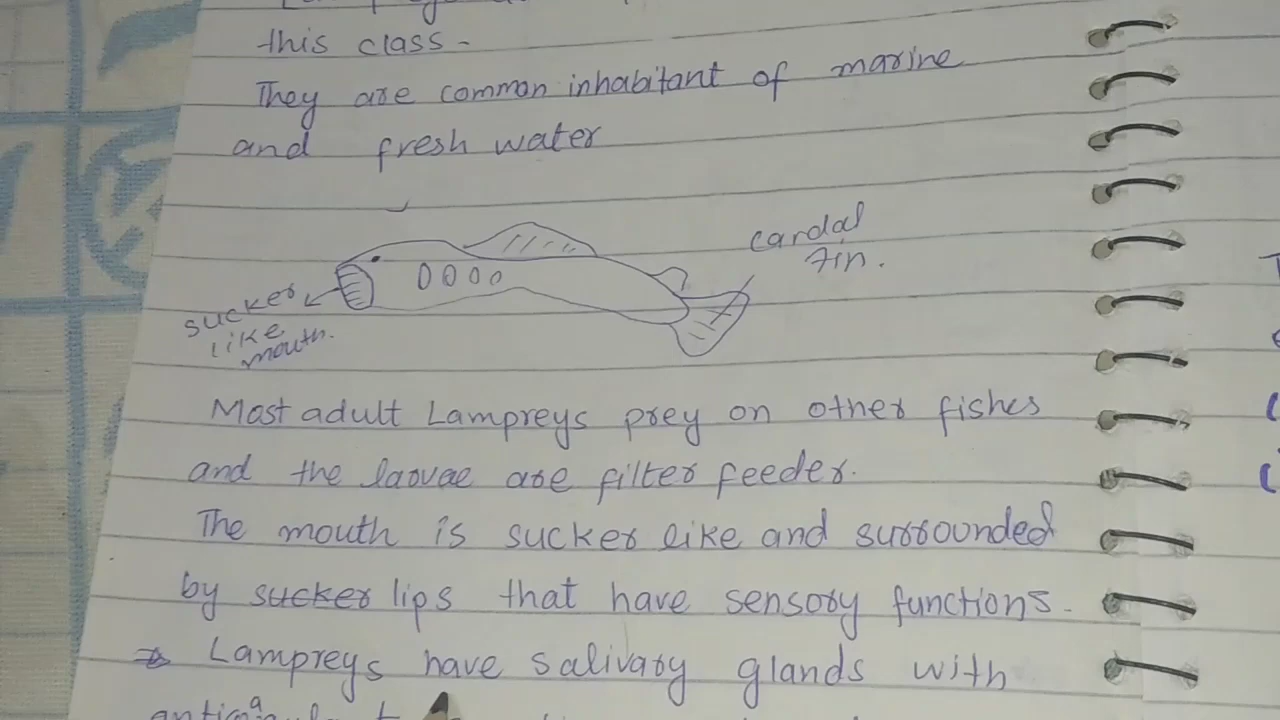 this class -
They are common inhabitant of marine
and fresh water
cardal
fin.
sucker
like
mouth.
Most adult Lampreys prey on other fishes
and the larvae are filter feeder.
The mouth is sucker like and surrounded
by sucker lips that have sensory functions.
Lampreys have salivary glands with